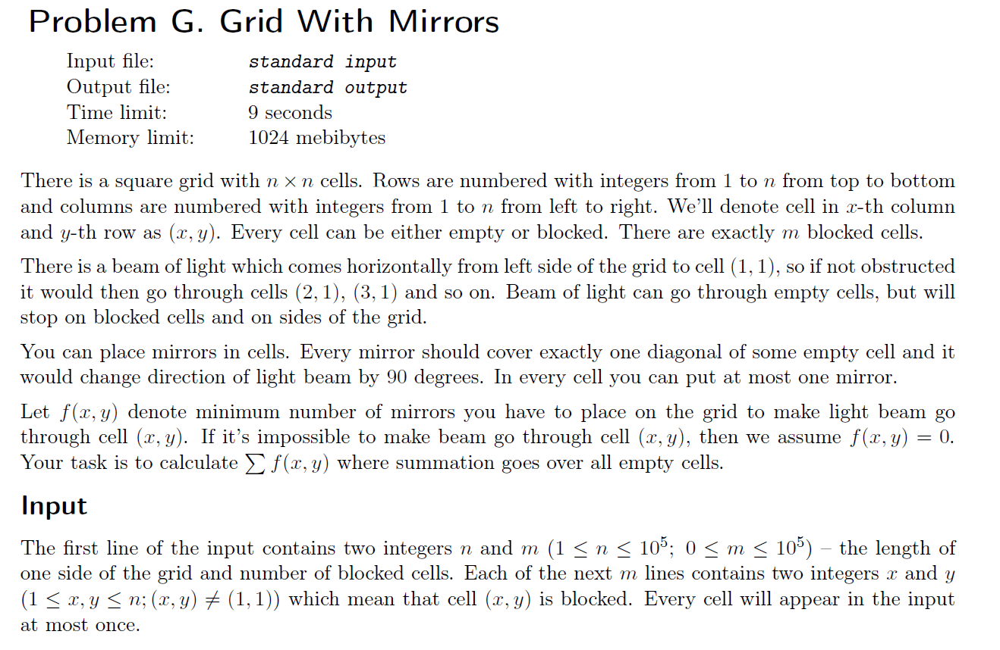 Problem G. Grid With Mirrors
Input file: standard input
Output file: standard output
Time limit: 9 seconds
Memory limit: 1024 mebibytes
There is a square grid with n × n cells. Rows are numbered with integers from 1 to n from top to bottom
and columns are numbered with integers from 1 to n from left to right. We'll denote cell in x-th column
and y-th row as (x, y). Every cell can be either empty or blocked. There are exactly m blocked cells.
There is a beam of light which comes horizontally from left side of the grid to cell (1, 1), so if not obstructed
it would then go through cells (2, 1), (3, 1) and so on. Beam of light can go through empty cells, but will
stop on blocked cells and on sides of the grid.
You can place mirrors in cells. Every mirror should cover exactly one diagonal of some empty cell and it
would change direction of light beam by 90 degrees. In every cell you can put at most one mirror.
Let f(x, y) denote minimum number of mirrors you have to place on the grid to make light beam go
through cell (x, y). If it's impossible to make beam go through cell (x, y), then we assume f(x, y) = 0.
Your task is to calculate ∑ f(x, y) where summation goes over all empty cells.
Input
The first line of the input contains two integers n and m (1 ≤ n ≤ 10⁵; 0 ≤ m ≤ 10⁵) – the length of
one side of the grid and number of blocked cells. Each of the next m lines contains two integers x and y
(1 ≤ x, y ≤ n; (x, y) ≠ (1, 1)) which mean that cell (x, y) is blocked. Every cell will appear in the input
at most once.